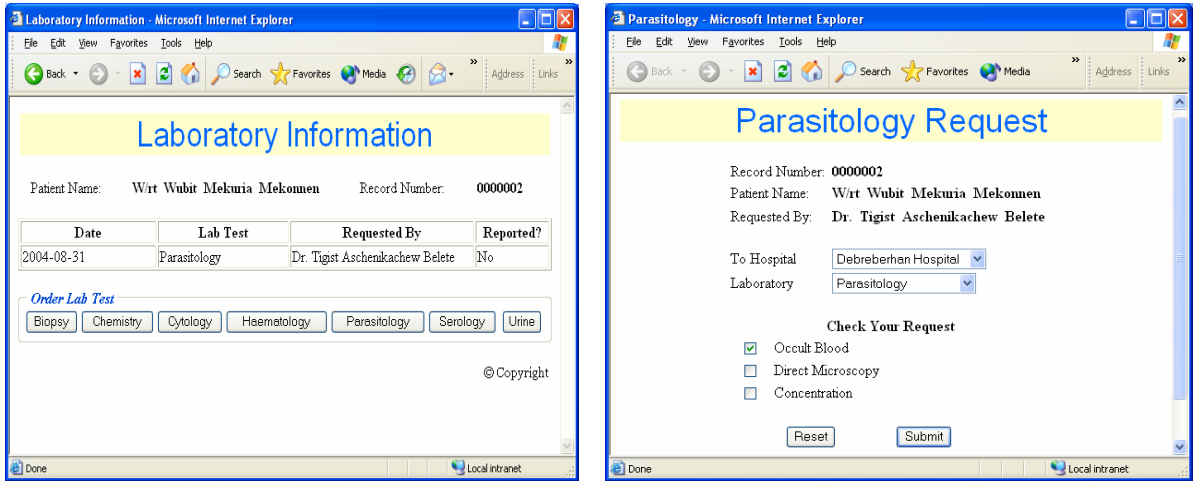 Laboratory Information - Microsoft Internet Explorer
File Edit View Favorites Tools Help
Back Search Favorites Media » Address Links »
Laboratory Information
Patient Name: W/rt Wubit Mekuria Mekonnen Record Number: 0000002
Date Lab Test Requested By Reported?
2004-08-31 Parasitology Dr. Tigist Aschenikachew Belete No
Order Lab Test
Biopsy Chemistry Cytology Haematology Parasitology Serology Urine
© Copyright
Done Local intranet
Parasitology - Microsoft Internet Explorer
File Edit View Favorites Tools Help
Back Search Favorites Media » Address Links »
Parasitology Request
Record Number: 0000002
Patient Name: W/rt Wubit Mekuria Mekonnen
Requested By: Dr. Tigist Aschenikachew Belete
To Hospital Debreberhan Hospital
Laboratory Parasitology
Check Your Request
Occult Blood
Direct Microscopy
Concentration
Reset Submit
Done Local intranet